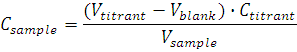 C_sample = (V_titrant − V_blank) · C_titrant / V_sample